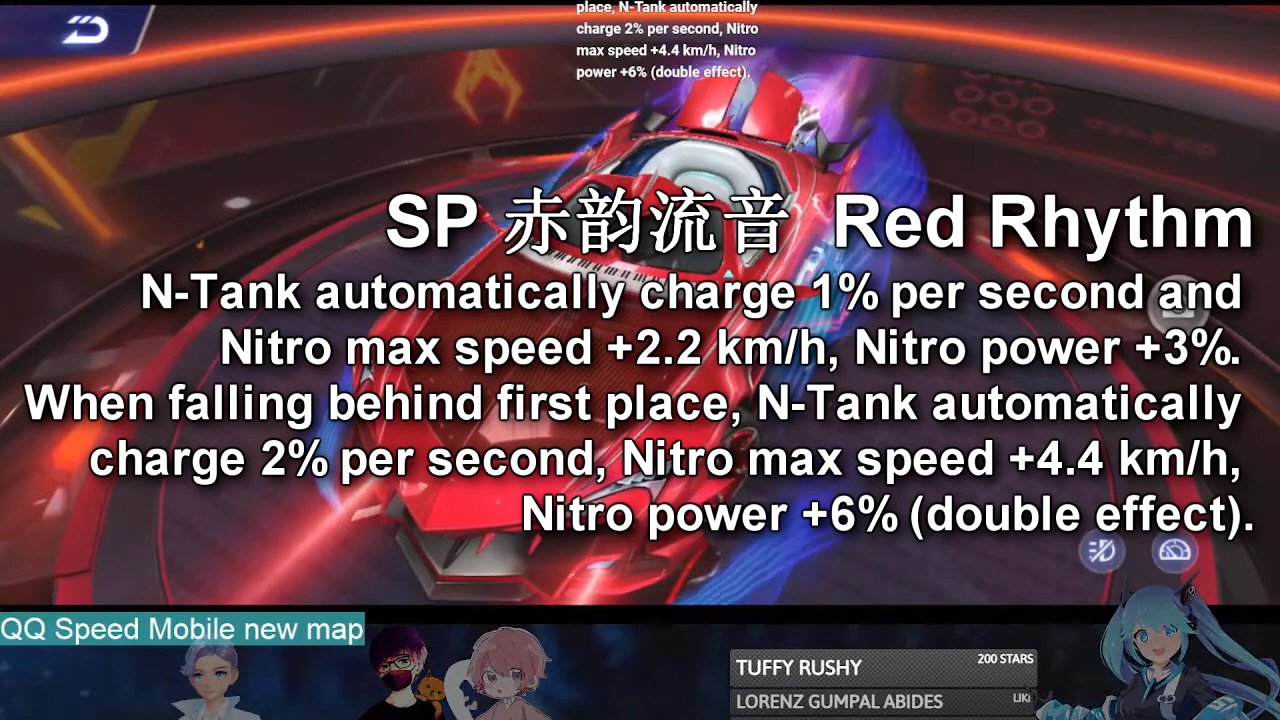 place, N-Tank automatically
charge 2% per second, Nitro
max speed +4.4 km/h, Nitro
power +6% (double effect).
SP 赤韵流音 Red Rhythm
N-Tank automatically charge 1% per second and
Nitro max speed +2.2 km/h, Nitro power +3%.
When falling behind first place, N-Tank automatically
charge 2% per second, Nitro max speed +4.4 km/h,
Nitro power +6% (double effect).
QQ Speed Mobile new map
TUFFY RUSHY 200 STARS
LORENZ GUMPAL ABIDES